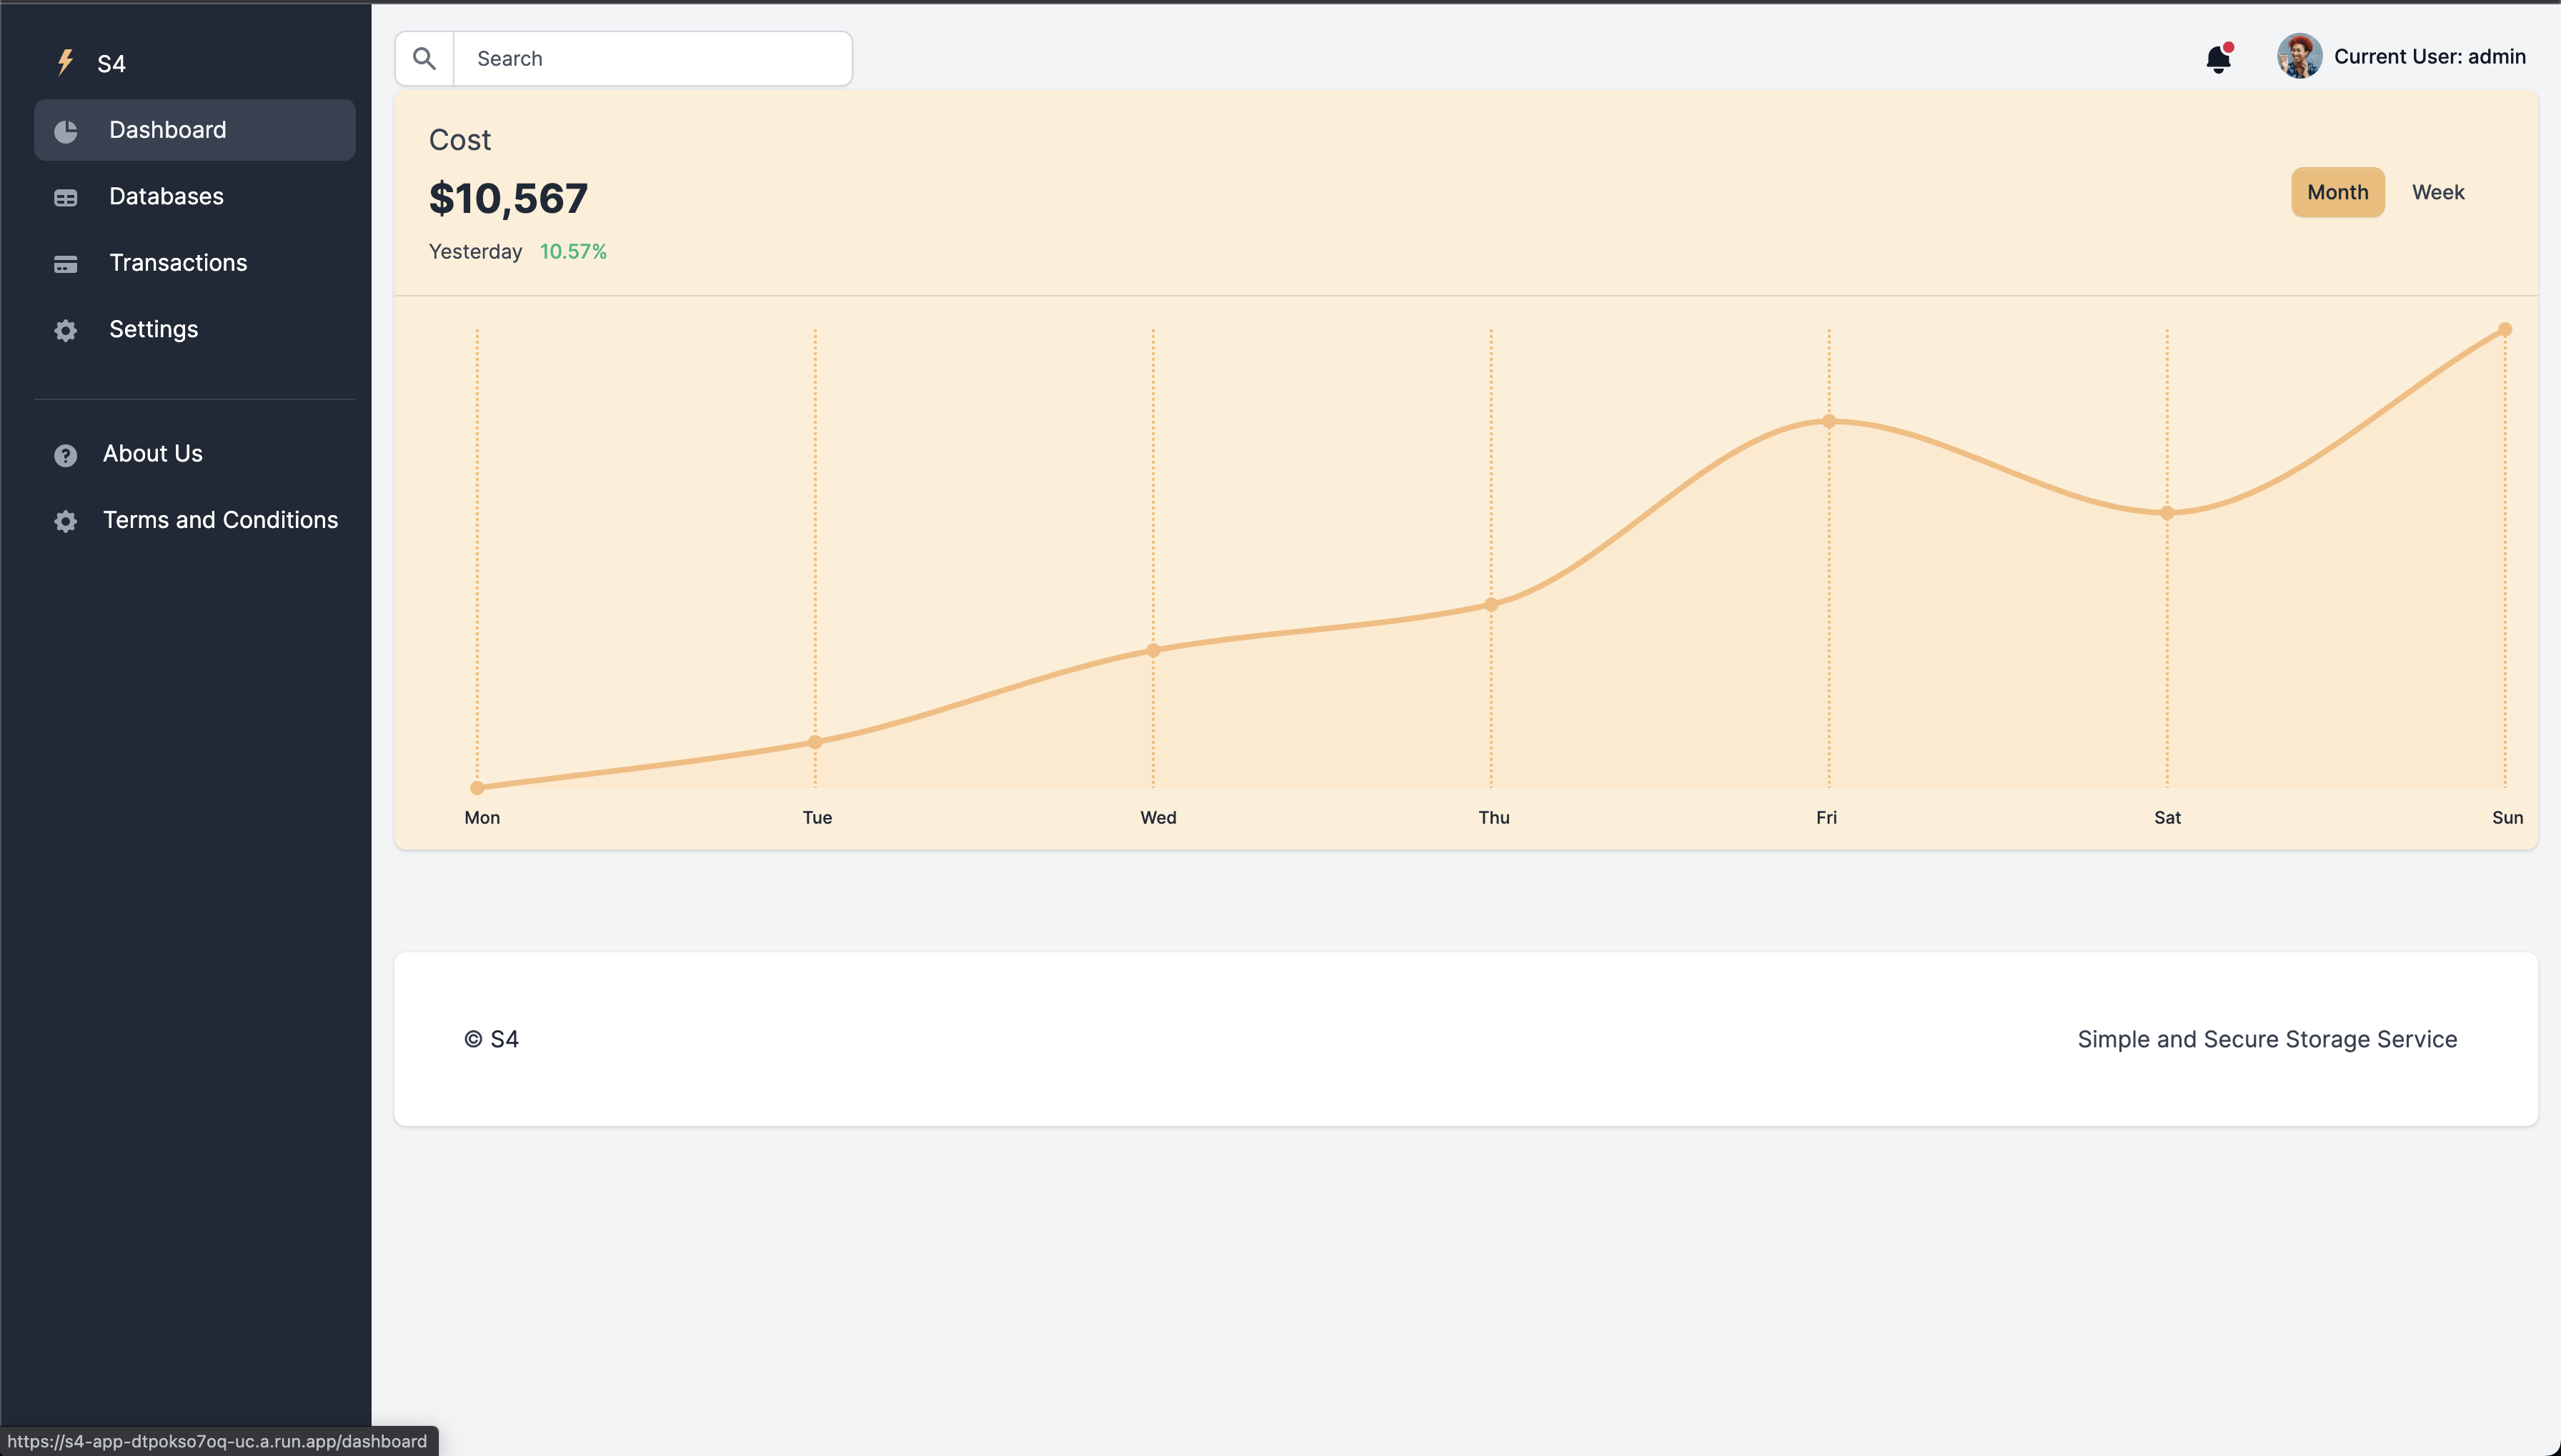 S4
Dashboard
Databases
Transactions
Settings
About Us
Terms and Conditions
Search
Current User: admin
Cost
$10,567
Yesterday 10.57%
Month Week
Mon Tue Wed Thu Fri Sat Sun
© S4
Simple and Secure Storage Service
https://s4-app-dtpokso7oq-uc.a.run.app/dashboard